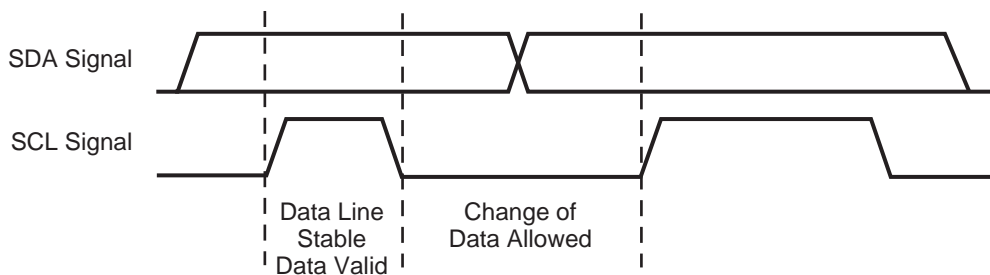 SDA Signal
SCL Signal
Data Line
Stable
Data Valid
Change of
Data Allowed